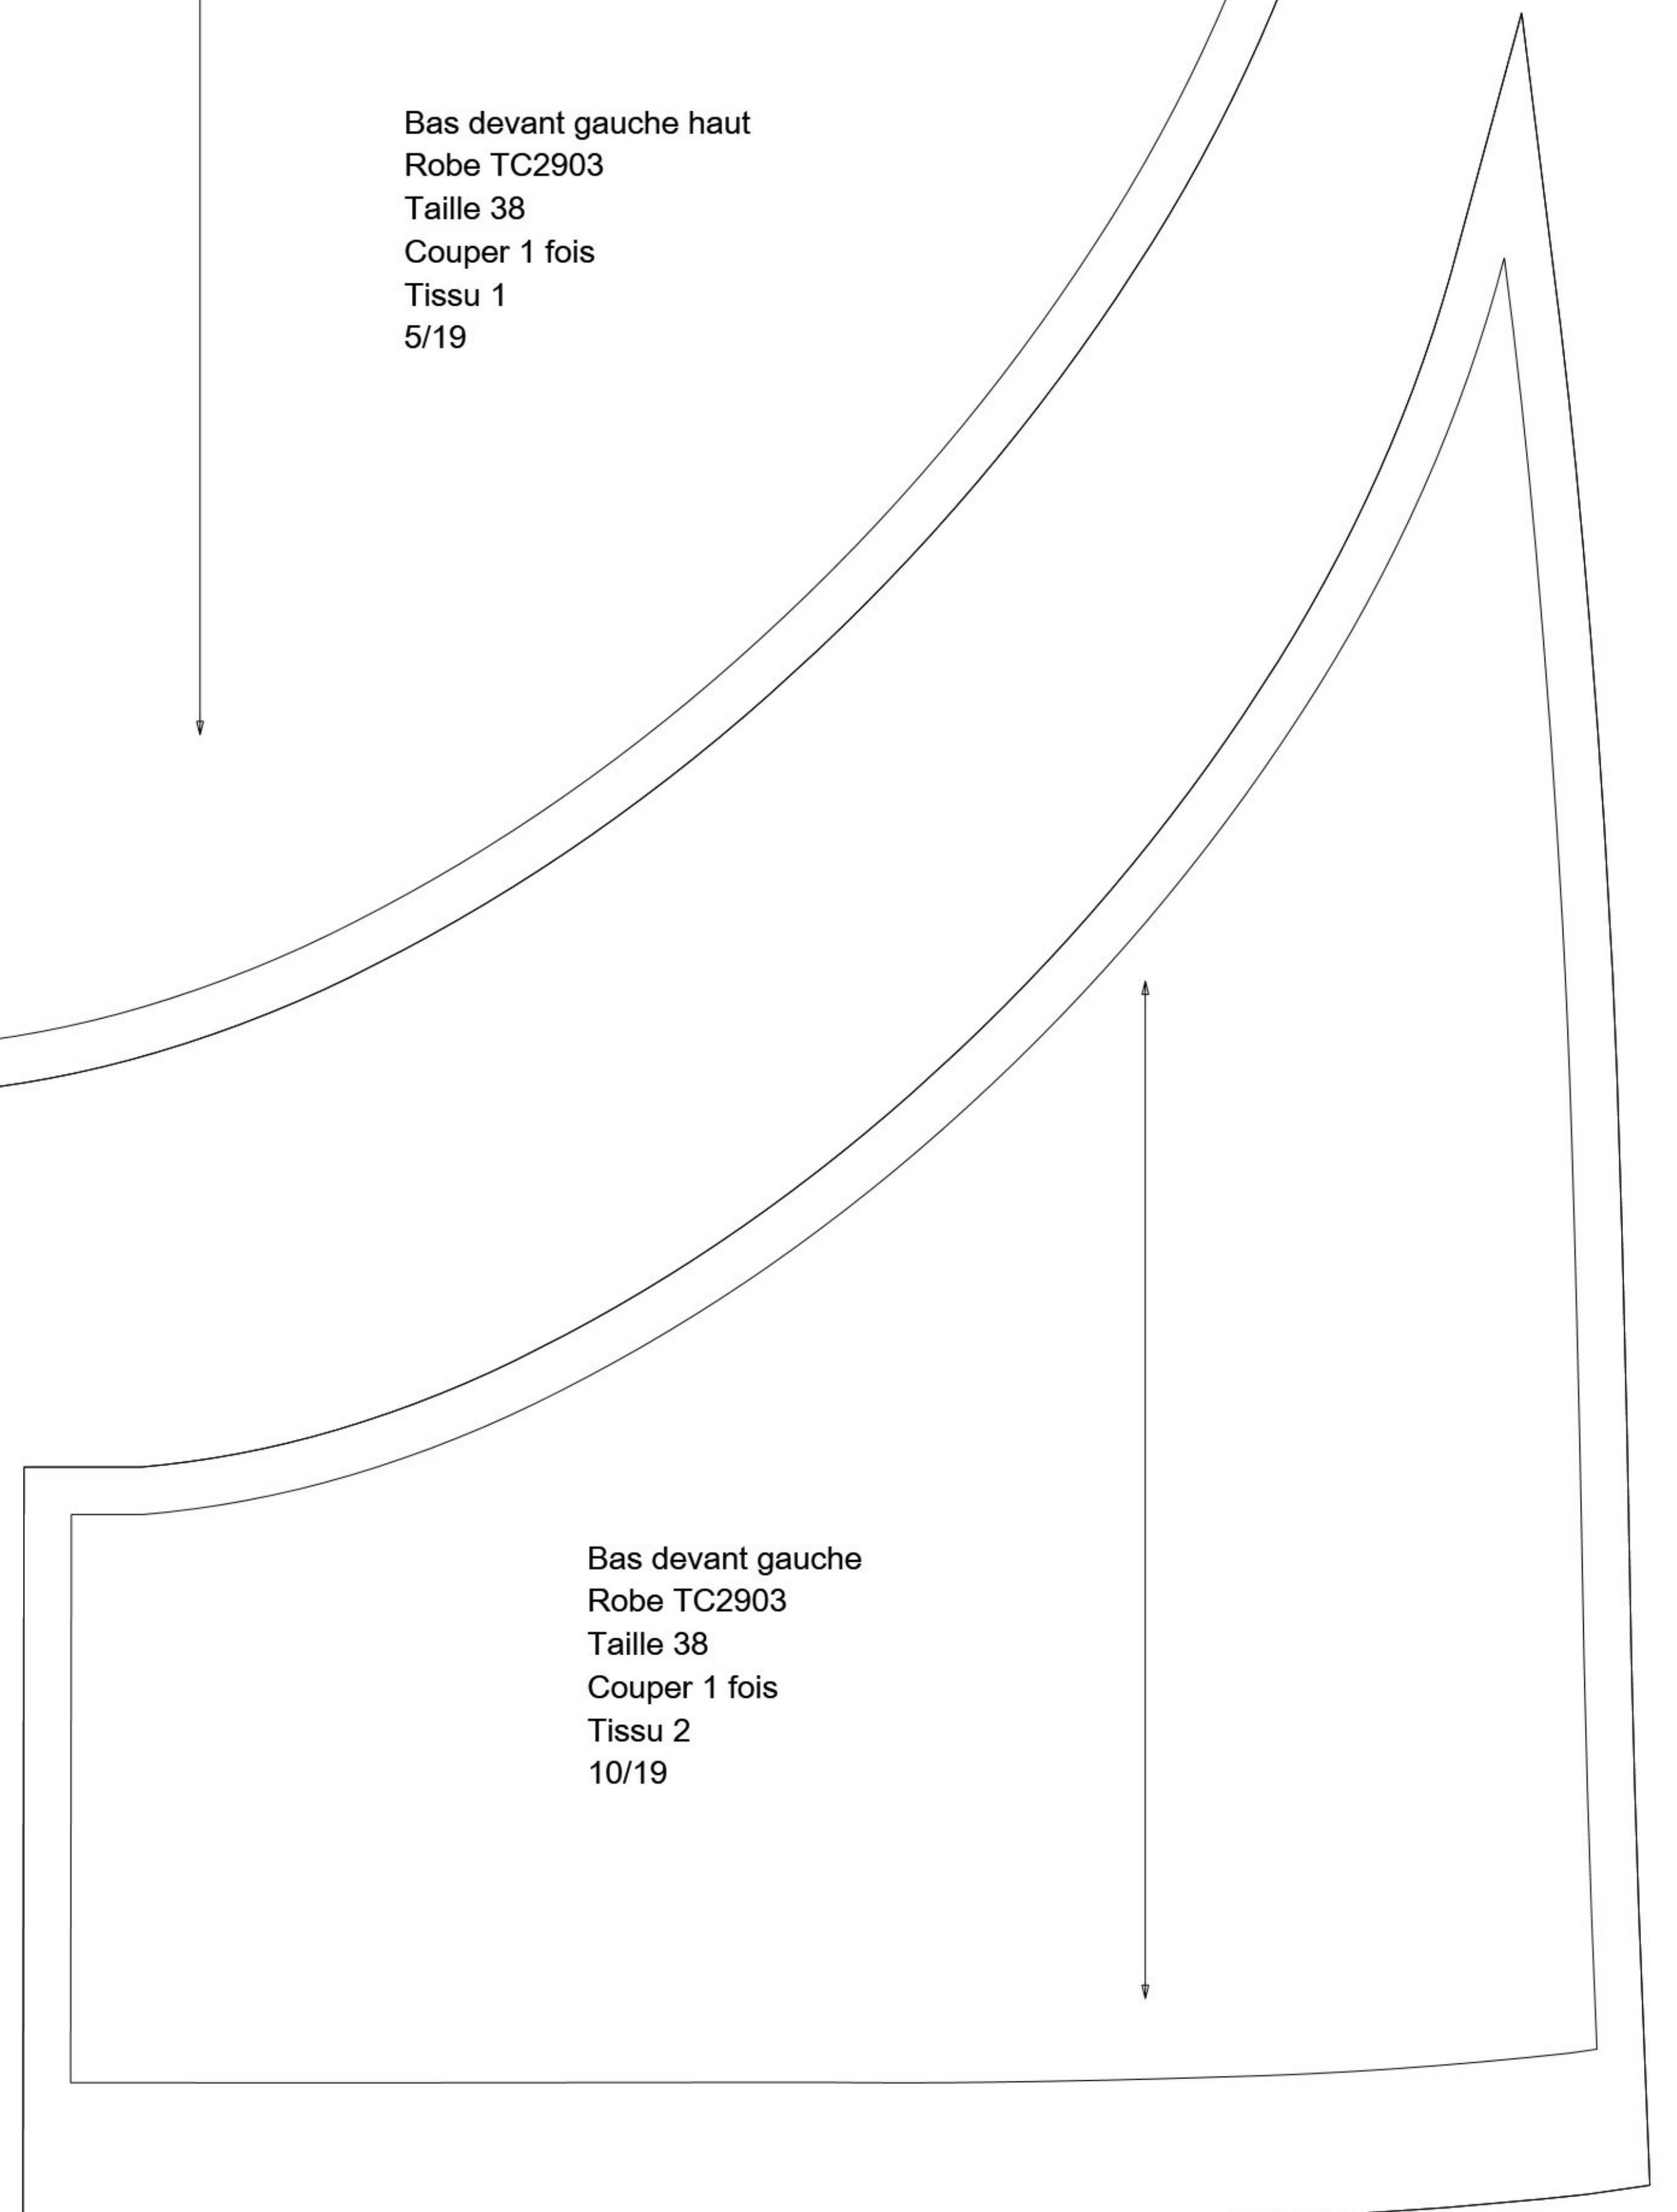 Bas devant gauche haut
Robe TC2903
Taille 38
Couper 1 fois
Tissu 1
5/19
Bas devant gauche
Robe TC2903
Taille 38
Couper 1 fois
Tissu 2
10/19